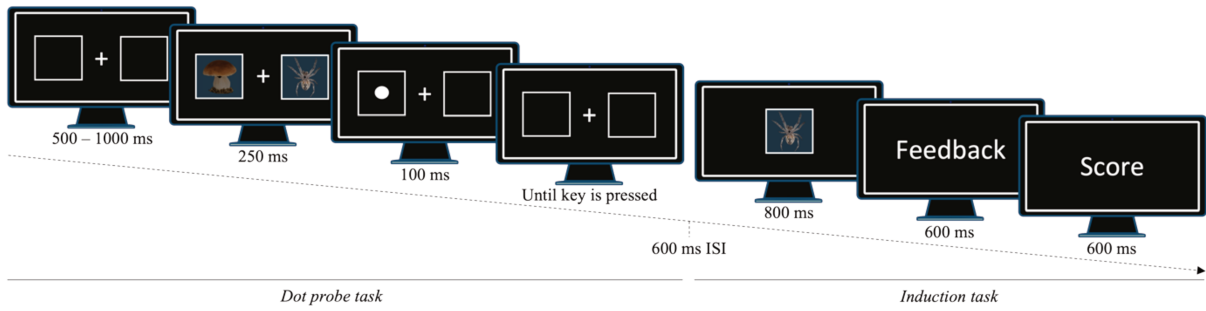 500 – 1000 ms
250 ms
100 ms
Until key is pressed
600 ms ISI
800 ms
Feedback
600 ms
Score
600 ms
Dot probe task
Induction task